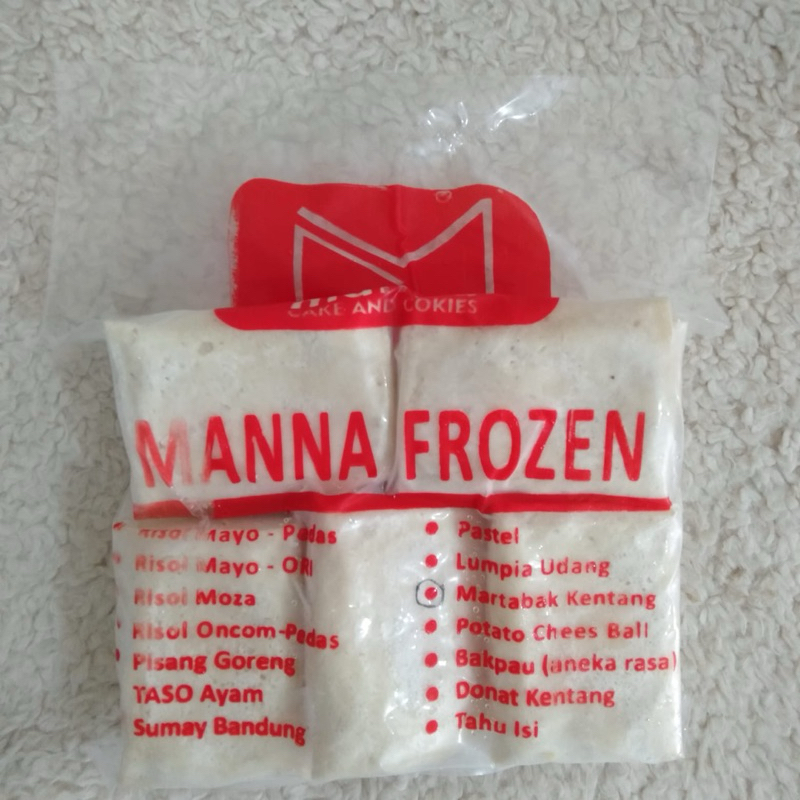 CAKE AND COOKIES
MANNA FROZEN
Risol Mayo - Pedas
Risol Mayo - ORI
Risol Moza
Risol Oncom-Pedas
Pisang Goreng
TASO Ayam
Sumay Bandung
Pastel
Lumpia Udang
Martabak Kentang
Potato Chees Ball
Bakpau (aneka rasa)
Donat Kentang
Tahu Isi